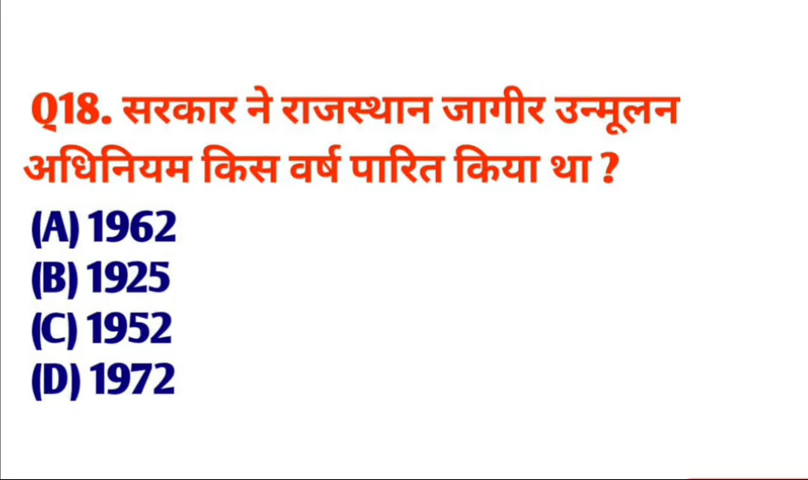 Q18. सरकार ने राजस्थान जागीर उन्मूलन
अधिनियम किस वर्ष पारित किया था ?
(A) 1962
(B) 1925
(C) 1952
(D) 1972